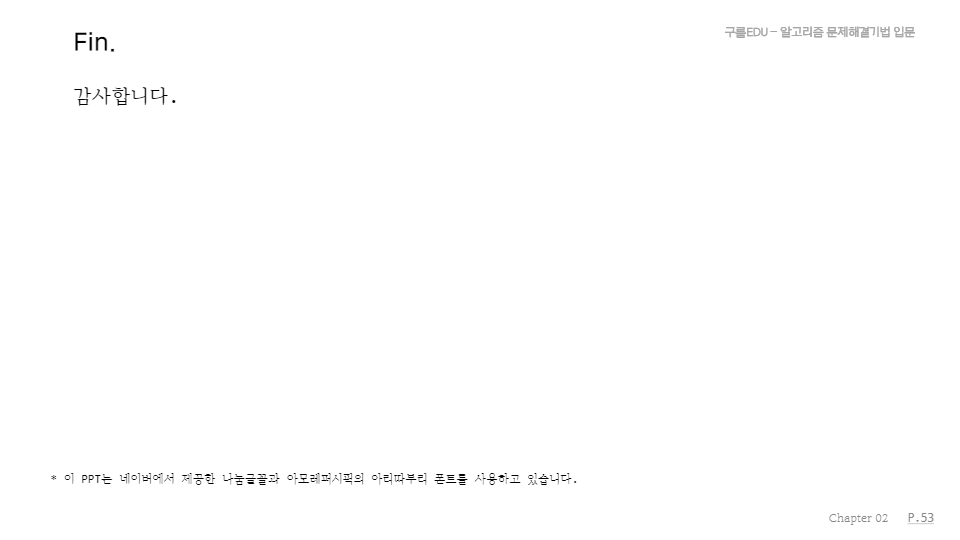 Fin.
구름EDU – 알고리즘 문제해결기법 입문
감사합니다.
* 이 PPT는 네이버에서 제공한 나눔글꼴과 아모레퍼시픽의 아리따부리 폰트를 사용하고 있습니다.
Chapter 02 P.53